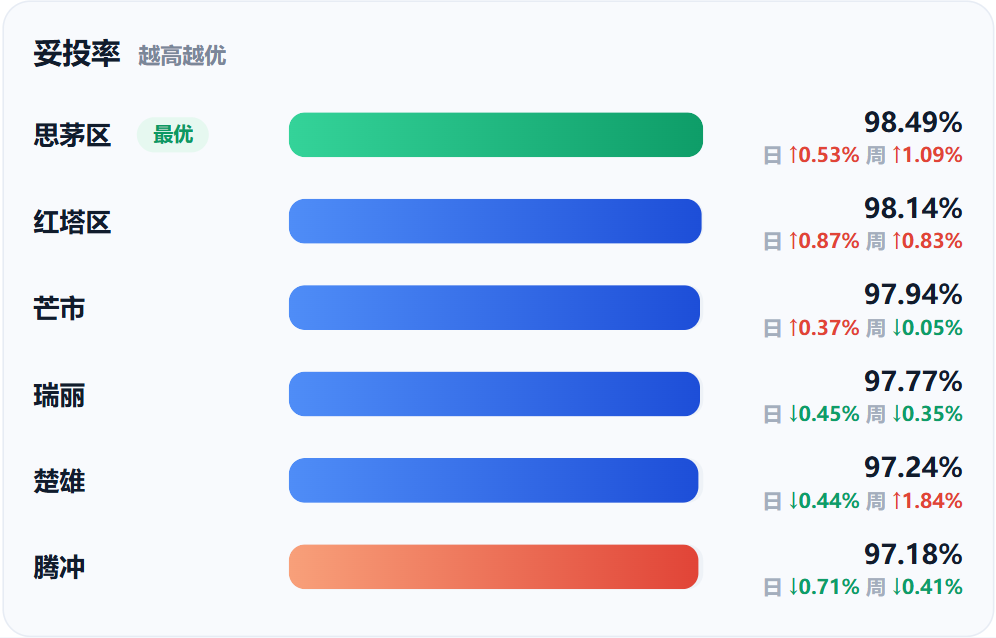 妥投率 越高越优
思茅区 最优 98.49%
日 ↑0.53% 周 ↑1.09%
红塔区 98.14%
日 ↑0.87% 周 ↑0.83%
芒市 97.94%
日 ↑0.37% 周 ↓0.05%
瑞丽 97.77%
日 ↓0.45% 周 ↓0.35%
楚雄 97.24%
日 ↓0.44% 周 ↑1.84%
腾冲 97.18%
日 ↓0.71% 周 ↓0.41%